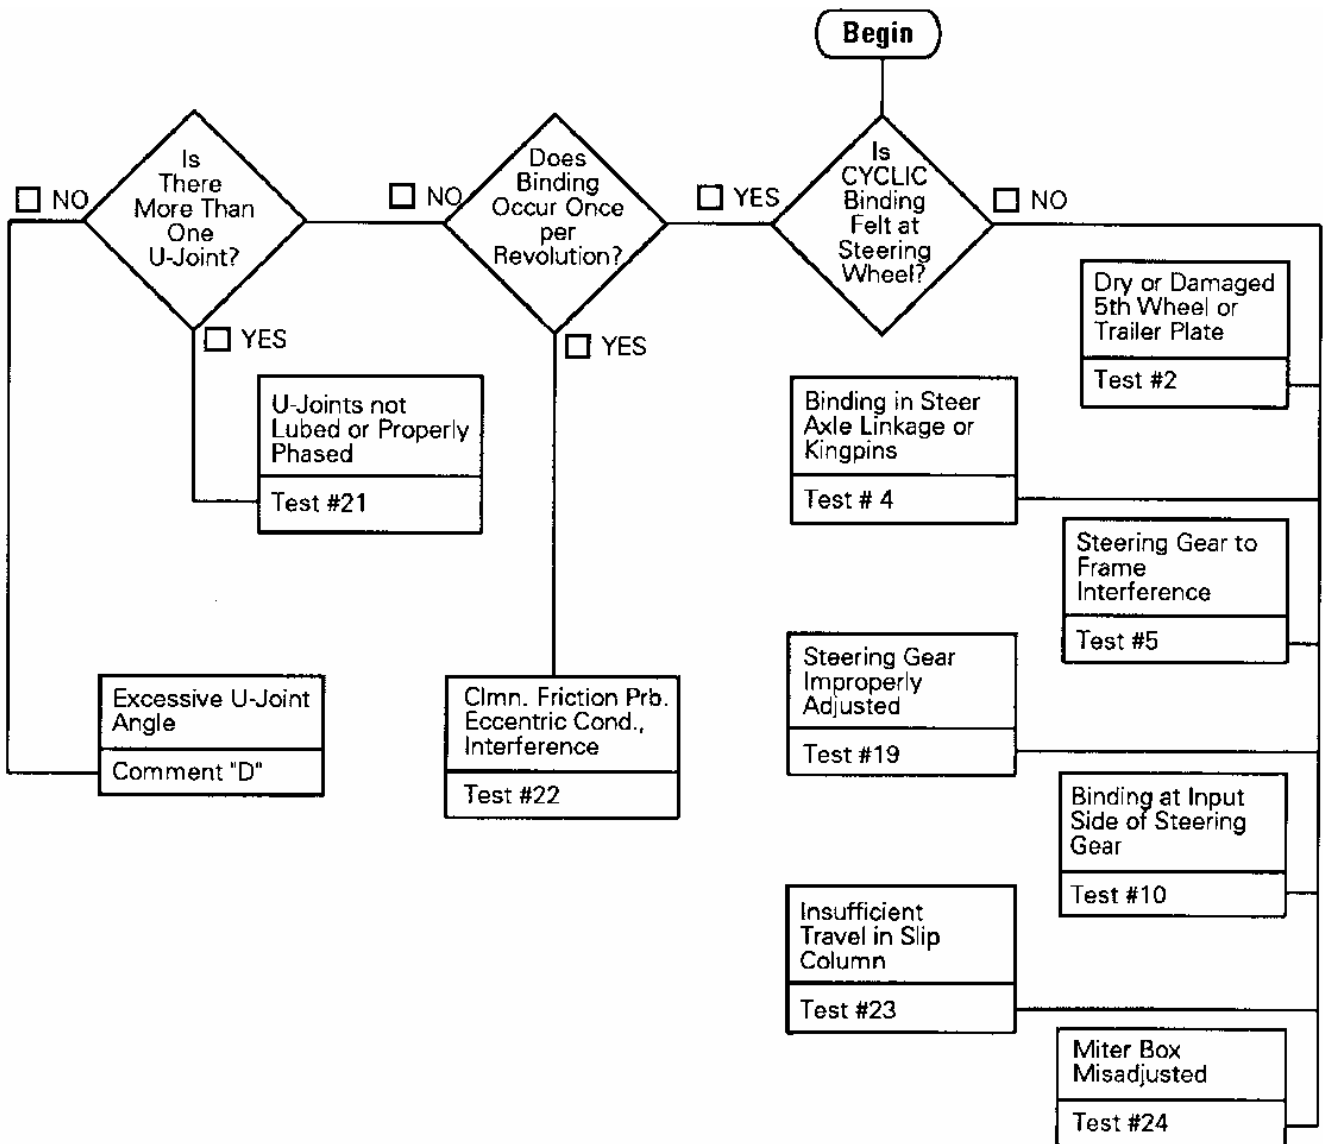 Begin
Is
CYCLIC
Binding
Felt at
Steering
Wheel?
YES
NO
Does
Binding
Occur Once
per
Revolution?
NO
YES
Is
There
More Than
One
U-Joint?
NO
YES
Dry or Damaged
5th Wheel or
Trailer Plate
Test #2
Binding in Steer
Axle Linkage or
Kingpins
Test # 4
U-Joints not
Lubed or Properly
Phased
Test #21
Steering Gear to
Frame
Interference
Test #5
Steering Gear
Improperly
Adjusted
Test #19
Excessive U-Joint
Angle
Comment "D"
Clmn. Friction Prb.
Eccentric Cond.,
Interference
Test #22
Binding at Input
Side of Steering
Gear
Test #10
Insufficient
Travel in Slip
Column
Test #23
Miter Box
Misadjusted
Test #24